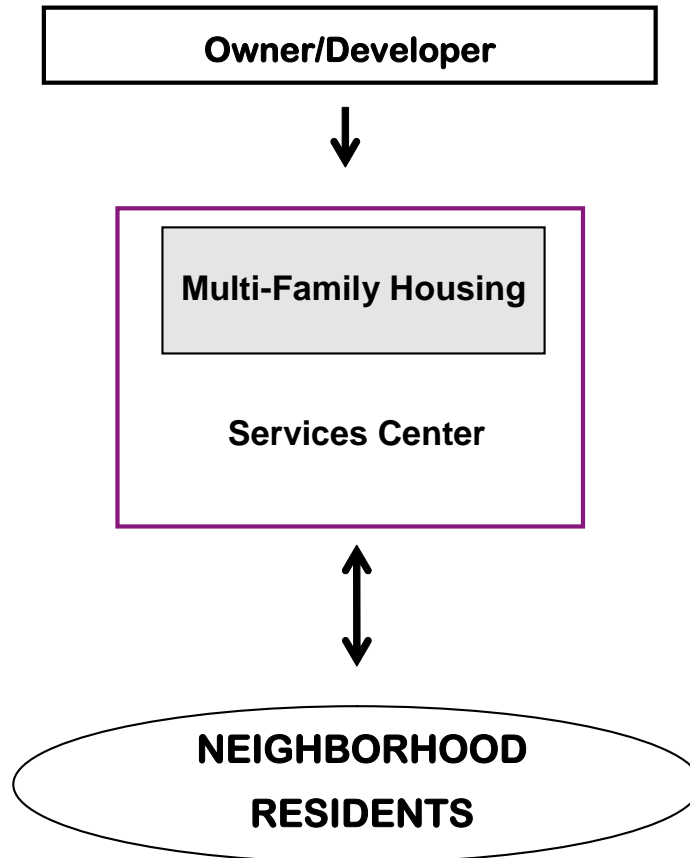 Owner/Developer
Multi-Family Housing
Services Center
NEIGHBORHOOD
RESIDENTS